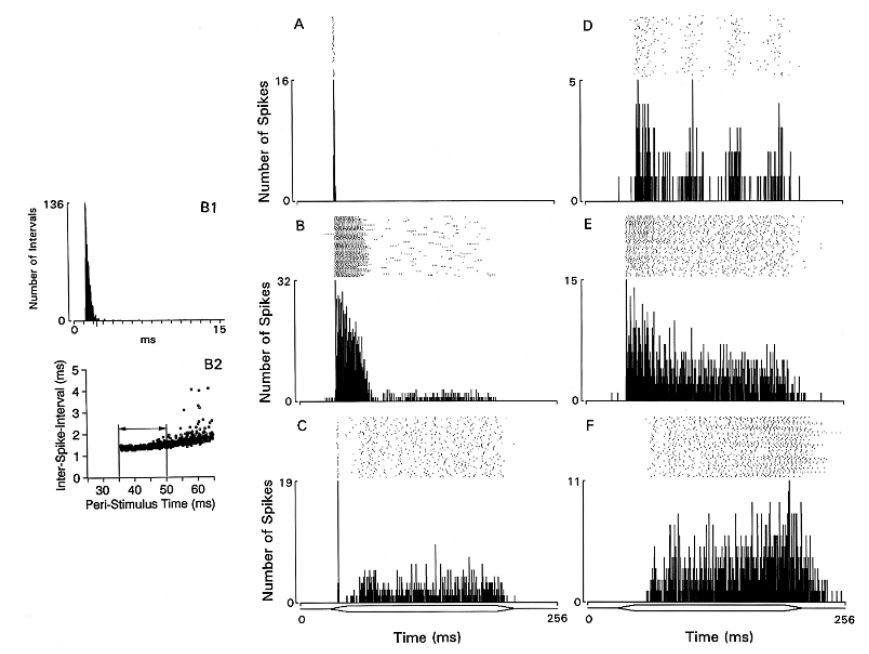 A
Number of Spikes
16
0
D
5
0
B1
136
Number of Intervals
0
0
15
ms
B2
Inter-Spike-Interval (ms)
5
4
3
2
1
0
30
40
50
60
Peri-Stimulus Time (ms)
B
Number of Spikes
32
0
E
15
0
C
Number of Spikes
19
0
0
256
Time (ms)
F
11
0
0
256
Time (ms)